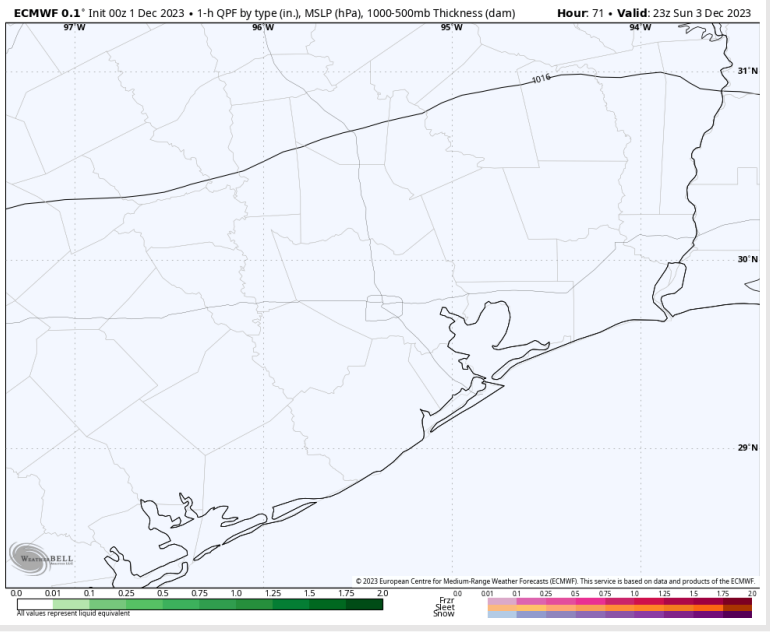 ECMWF 0.1° Init 00z 1 Dec 2023 • 1-h QPF by type (in.), MSLP (hPa), 1000-500mb Thickness (dam) Hour: 71 • Valid: 23z Sun 3 Dec 2023
97°W 96°W 95°W 94°W
31°N
1016
30°N
29°N
WEATHERBELL
© 2023 European Centre for Medium-Range Weather Forecasts (ECMWF). This service is based on data and products of the ECMWF.
0.0 0.01 0.1 0.25 0.5 0.75 1.0 1.25 1.5 1.75 2.0 0.0 0.01 0.1 0.25 0.5 0.75 1.0 1.25 1.5 1.75 2.0
Frzr
Sleet
Snow
All values represent liquid equivalent